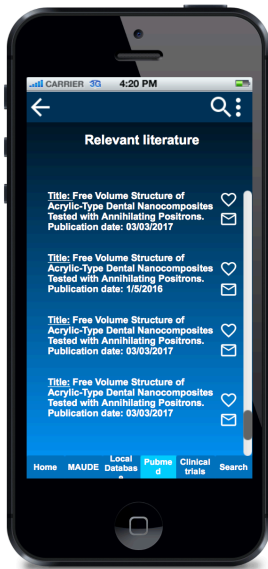 CARRIER 3G 4:20 PM
Relevant literature
Title: Free Volume Structure of
Acrylic-Type Dental Nanocomposites
Tested with Annihilating Positrons.
Publication date: 03/03/2017
Title: Free Volume Structure of
Acrylic-Type Dental Nanocomposites
Tested with Annihilating Positrons.
Publication date: 1/5/2016
Title: Free Volume Structure of
Acrylic-Type Dental Nanocomposites
Tested with Annihilating Positrons.
Publication date: 03/03/2017
Title: Free Volume Structure of
Acrylic-Type Dental Nanocomposites
Tested with Annihilating Positrons.
Publication date: 03/03/2017
Home MAUDE Local
Databas
e
Pubme
d
Clinical
trials
Search